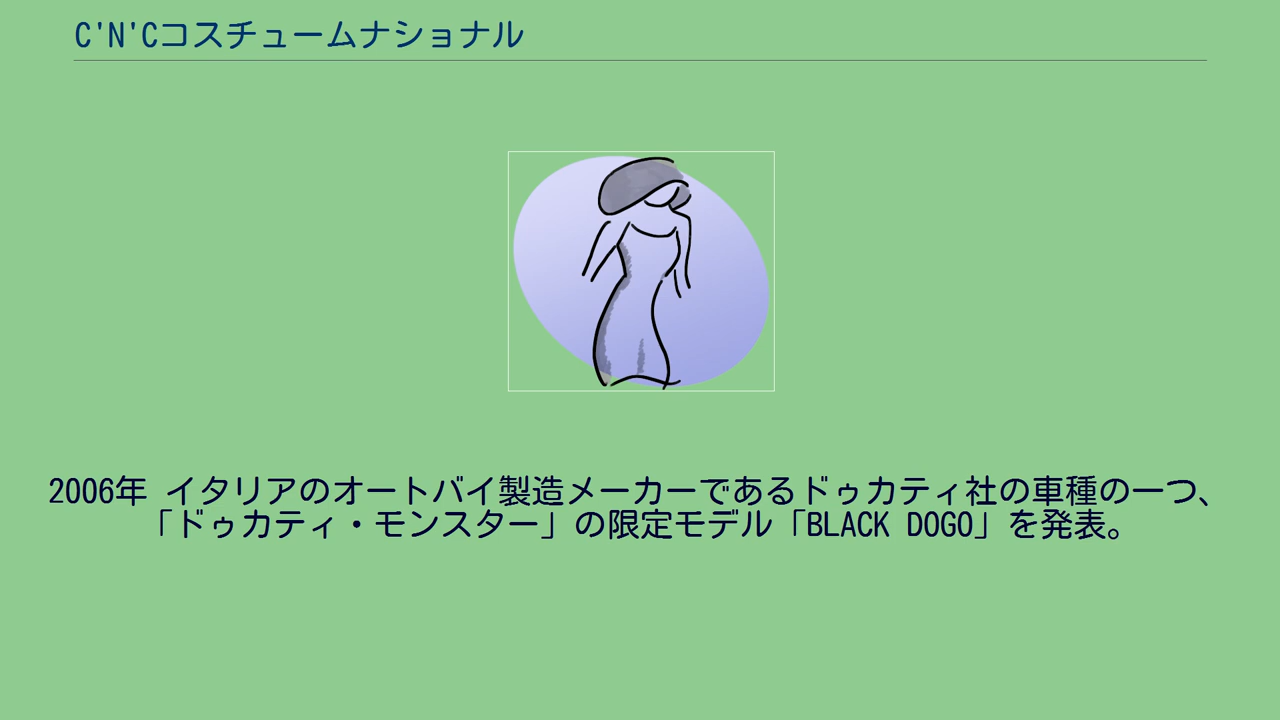 C'N'Cコスチュームナショナル
2006年 イタリアのオートバイ製造メーカーであるドゥカティ社の車種の一つ、
「ドゥカティ・モンスター」の限定モデル「BLACK DOGO」を発表。